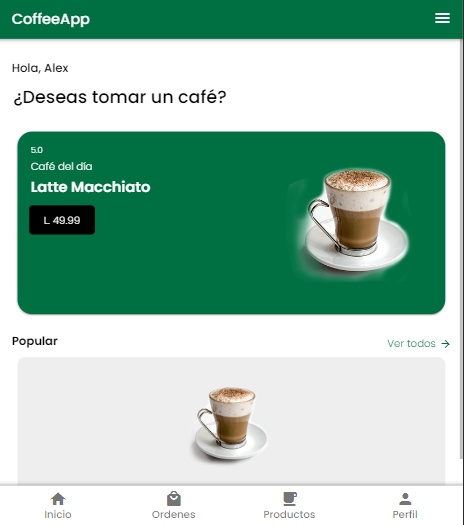 CoffeeApp
Hola, Alex
¿Deseas tomar un café?
5.0
Café del día
Latte Macchiato
L 49.99
Popular
Ver todos
Inicio
Ordenes
Productos
Perfil